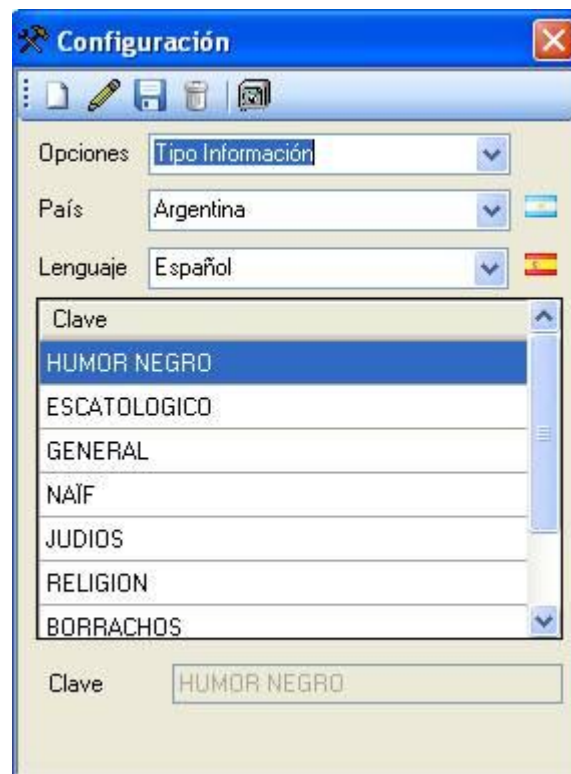 Configuración
Opciones Tipo Información
País Argentina
Lenguaje Español
Clave
HUMOR NEGRO
ESCATOLOGICO
GENERAL
NAÏF
JUDIOS
RELIGION
BORRACHOS
Clave HUMOR NEGRO